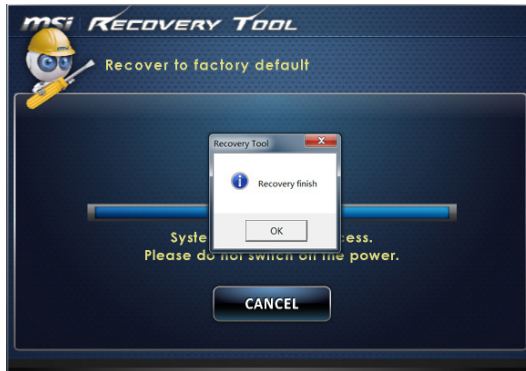 msi RECOVERY TOOL
Recover to factory default
Recovery Tool
Recovery finish
OK
Syste ess.
Please do not switch off the power.
CANCEL